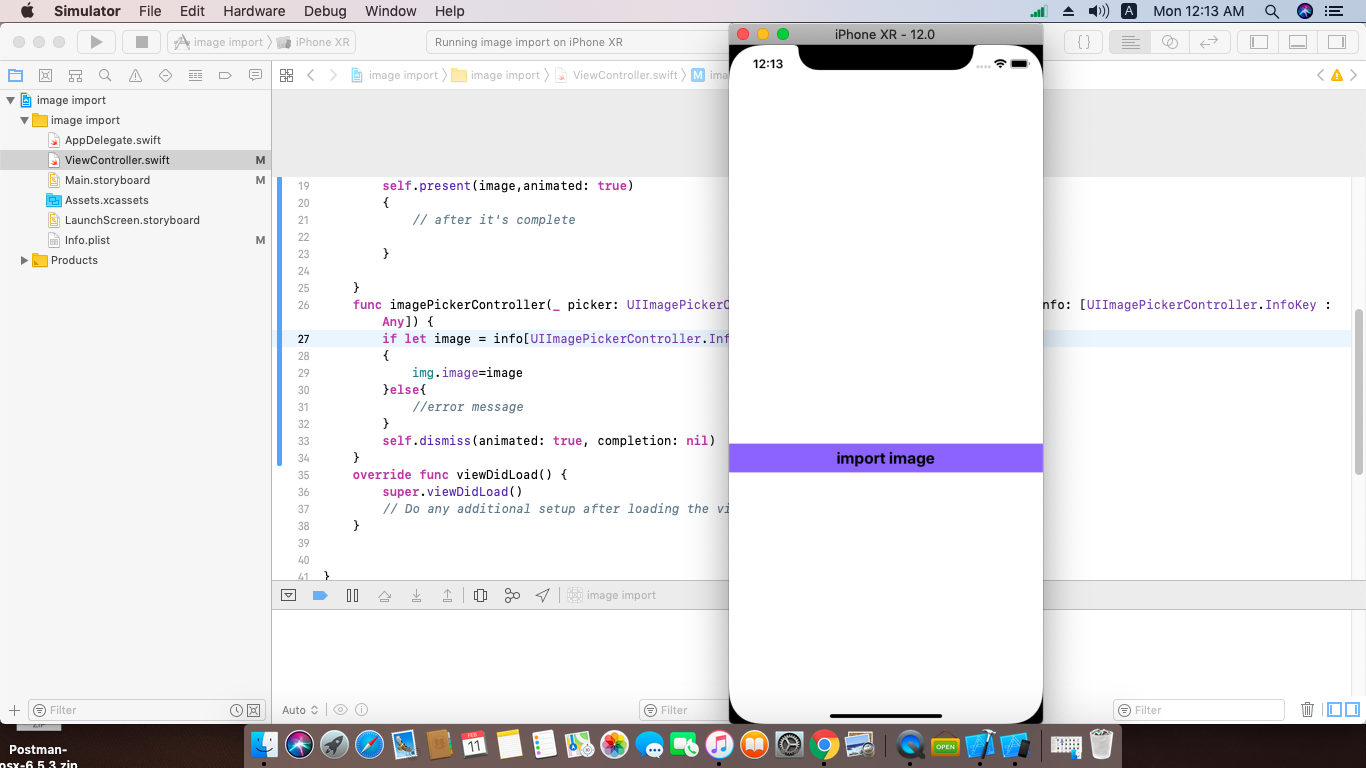 Simulator File Edit Hardware Debug Window Help A Mon 12:13 AM
image import iPhone XR Running image import on iPhone XR iPhone XR - 12.0 { }
image import image import ViewController.swift M ima
12:13
image import
image import
AppDelegate.swift
ViewController.swift M
Main.storyboard M
Assets.xcassets
LaunchScreen.storyboard
Info.plist M
Products
19 self.present(image,animated: true)
20 {
21 // after it's complete
22
23 }
24
25 }
26 func imagePickerController(_ picker: UIImagePickerC nfo: [UIImagePickerController.InfoKey :
Any]) {
27 if let image = info[UIImagePickerController.Inf
28 {
29 img.image=image
30 }else{
31 //error message
32 }
33 self.dismiss(animated: true, completion: nil)
34 }
35 override func viewDidLoad() {
36 super.viewDidLoad()
37 // Do any additional setup after loading the vi
38 }
39
40
41 }
import image
image import
Filter Auto Filter Filter
ZIP
Postman-
osx-6.5.3.zip
FEB
11
OPEN